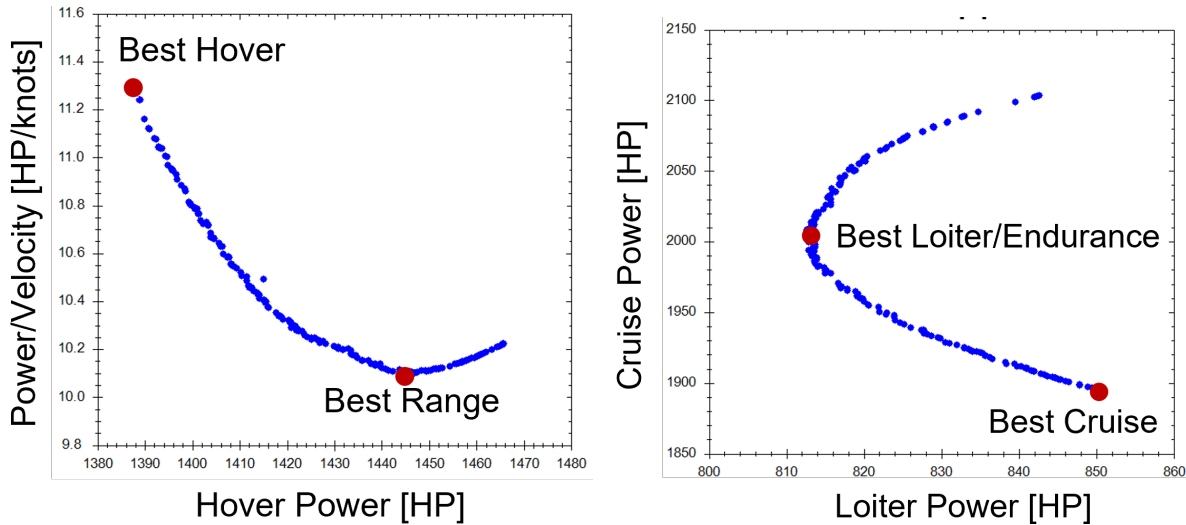 Power/Velocity [HP/knots]
11.6
11.4
11.2
11.0
10.8
10.6
10.4
10.2
10.0
9.8
Best Hover
Best Range
1380 1390 1400 1410 1420 1430 1440 1450 1460 1470 1480
Hover Power [HP]
Cruise Power [HP]
2150
2100
2050
2000
1950
1900
1850
Best Loiter/Endurance
Best Cruise
800 810 820 830 840 850 860
Loiter Power [HP]